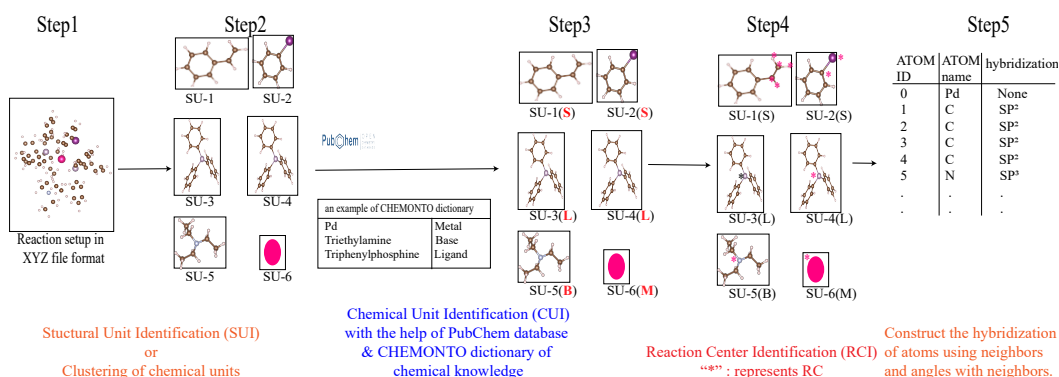 Step1
Step2
Step3
Step4
Step5
SU-1
SU-2
SU-3
SU-4
SU-5
SU-6
Reaction setup in
XYZ file format
PubChem
an example of CHEMONTO dictionary
Pd Metal
Triethylamine Base
Triphenylphosphine Ligand
SU-1(S)
SU-2(S)
SU-3(L)
SU-4(L)
SU-5(B)
SU-6(M)
* * * *
* *
SU-1(S)
SU-2(S)
*
*
SU-3(L)
SU-4(L)
*
*
SU-5(B)
SU-6(M)
ATOM ATOM hybridization
ID name
0 Pd None
1 C SP²
2 C SP²
3 C SP²
4 C SP²
5 N SP³
. . .
. . .
Stuctural Unit Identification (SUI)
or
Clustering of chemical units
Chemical Unit Identification (CUI)
with the help of PubChem database
& CHEMONTO dictionary of
chemical knowledge
Reaction Center Identification (RCI)
“*” : represents RC
Construct the hybridization
of atoms using neighbors
and angles with neighbors.